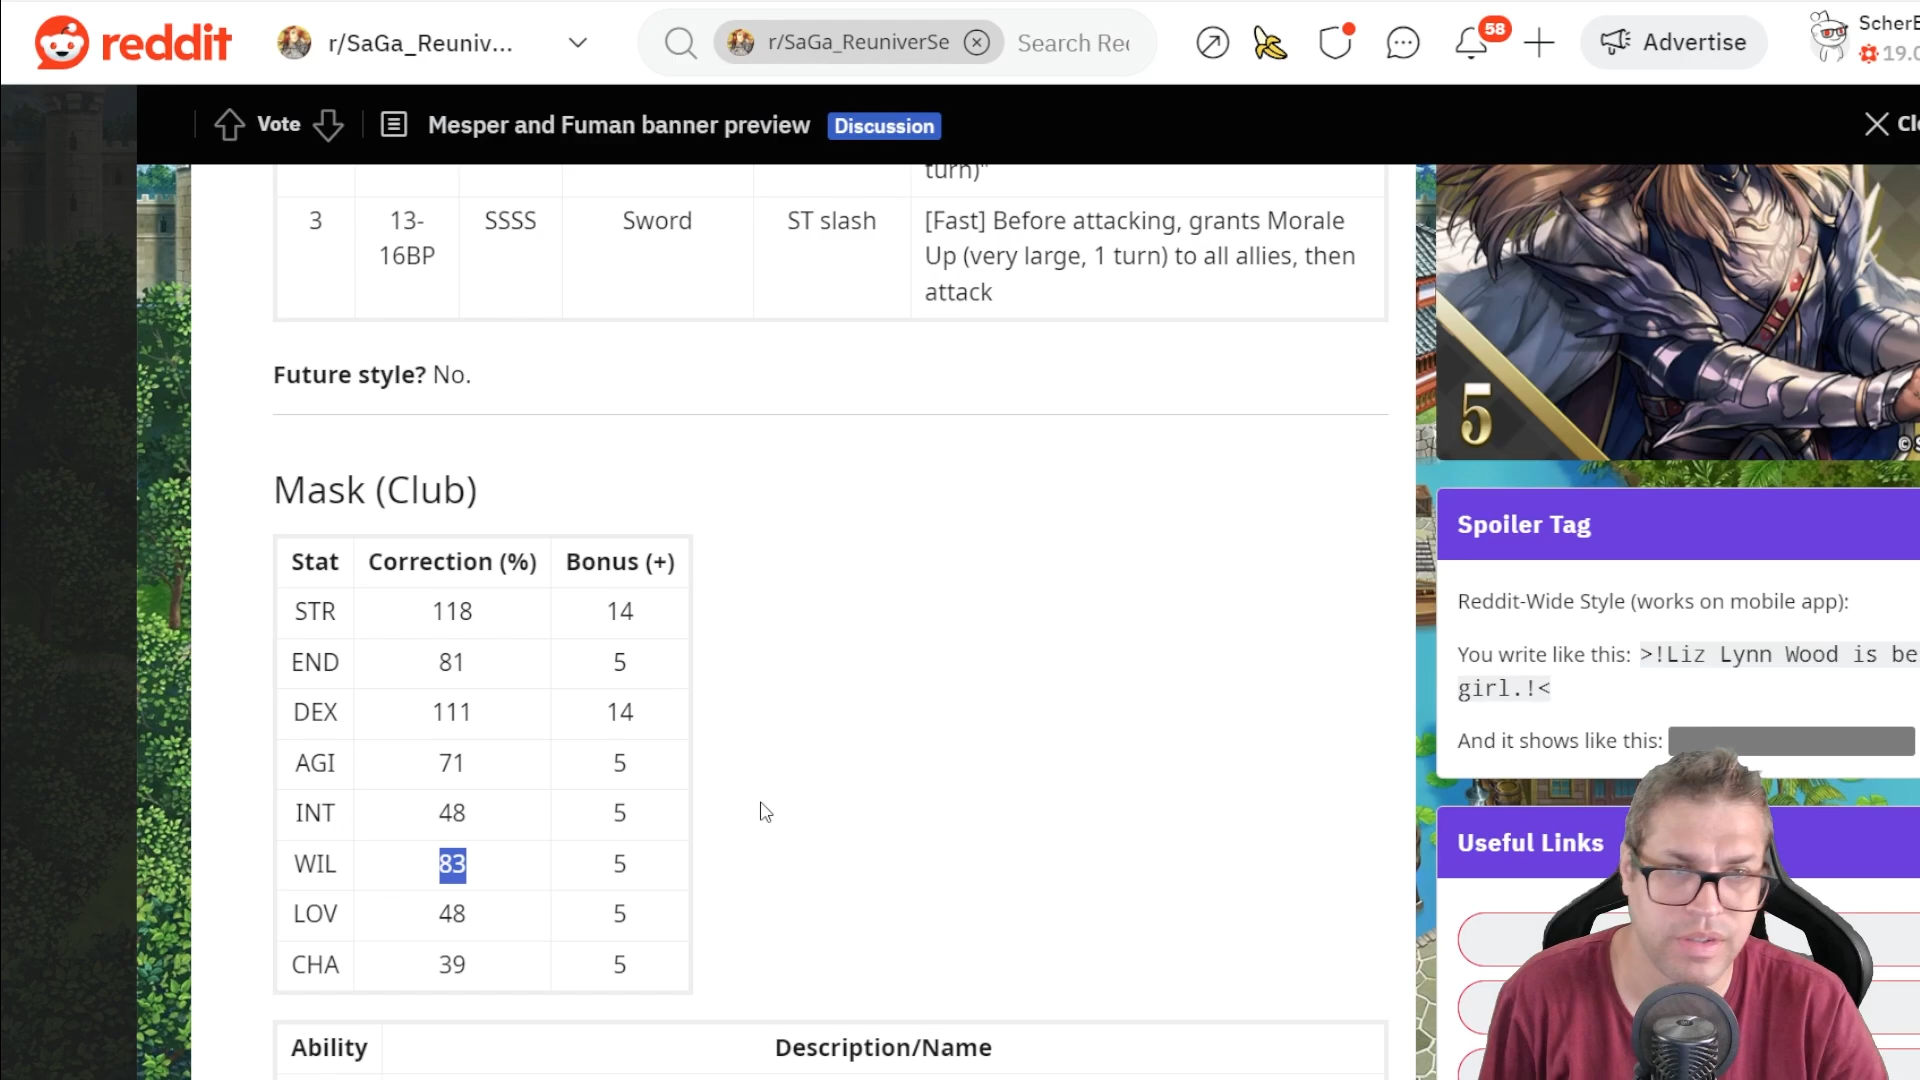 reddit
r/SaGa_Reuniv...
r/SaGa_ReuniverSe
58
Advertise
Vote
Mesper and Fuman banner preview
Discussion
turn)"
3
13-
16BP
SSSS
Sword
ST slash
[Fast] Before attacking, grants Morale
Up (very large, 1 turn) to all allies, then
attack
Future style? No.
Mask (Club)
Stat Correction (%) Bonus (+)
STR 118 14
END 81 5
DEX 111 14
AGI 71 5
INT 48 5
WIL 83 5
LOV 48 5
CHA 39 5
Ability Description/Name
5
Spoiler Tag
Reddit-Wide Style (works on mobile app):
You write like this: >!Liz Lynn Wood is be
girl.!<
And it shows like this:
Useful Links